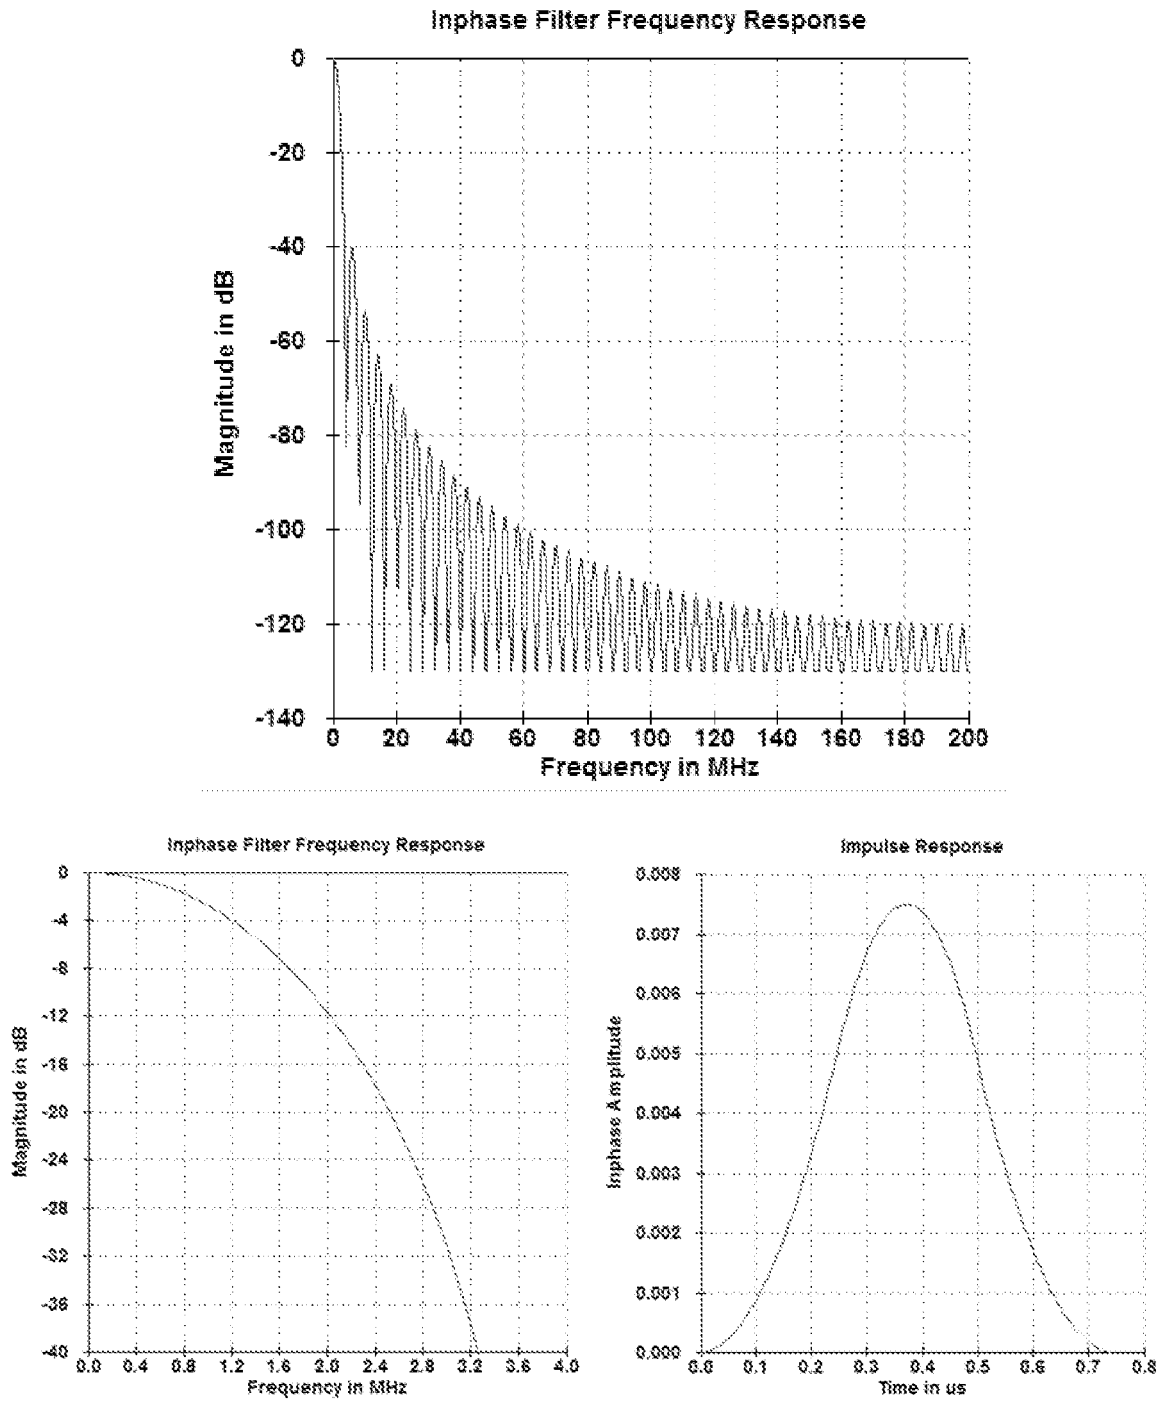 Inphase Filter Frequency Response
0
-20
-40
-60
-80
-100
-120
-140
Magnitude in dB
0 20 40 60 80 100 120 140 160 180 200
Frequency in MHz
Inphase Filter Frequency Response
0
-4
-8
-12
-16
-20
-24
-28
-32
-36
-40
Magnitude in dB
0.0 0.4 0.8 1.2 1.6 2.0 2.4 2.8 3.2 3.6 4.0
Frequency in MHz
Impulse Response
0.008
0.007
0.006
0.005
0.004
0.003
0.002
0.001
0.000
Inphase Amplitude
0.0 0.1 0.2 0.3 0.4 0.5 0.6 0.7 0.8
Time in us